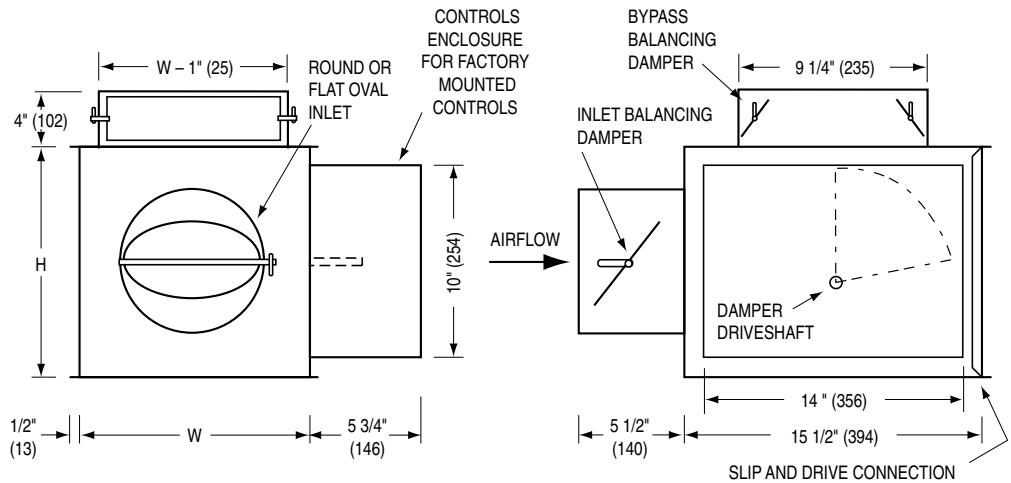 W – 1" (25)
4" (102)
ROUND OR
FLAT OVAL
INLET
CONTROLS
ENCLOSURE
FOR FACTORY
MOUNTED
CONTROLS
H
10" (254)
1/2"
(13)
W
5 3/4"
(146)
BYPASS
BALANCING
DAMPER
9 1/4" (235)
INLET BALANCING
DAMPER
AIRFLOW
DAMPER
DRIVESHAFT
14 " (356)
5 1/2"
(140)
15 1/2" (394)
SLIP AND DRIVE CONNECTION